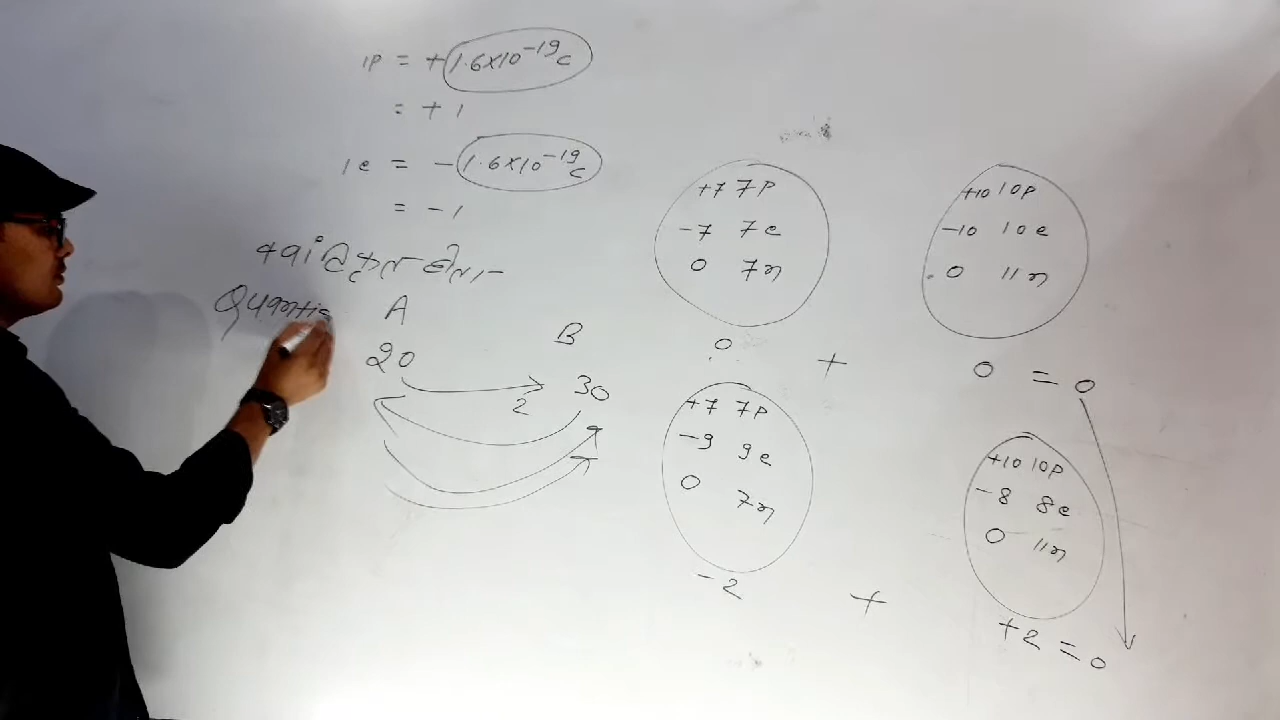 1P = +1.6×10⁻¹⁹C
= +1
1e = -1.6×10⁻¹⁹C
= -1
A
20
B
30
2
+7 7P
-7 7e
0 7n
0
+
+10 10P
-10 10e
0 11n
0 = 0
+7 7P
-9 9e
0 7n
-2
+
+10 10P
-8 8e
0 11n
+2 = 0